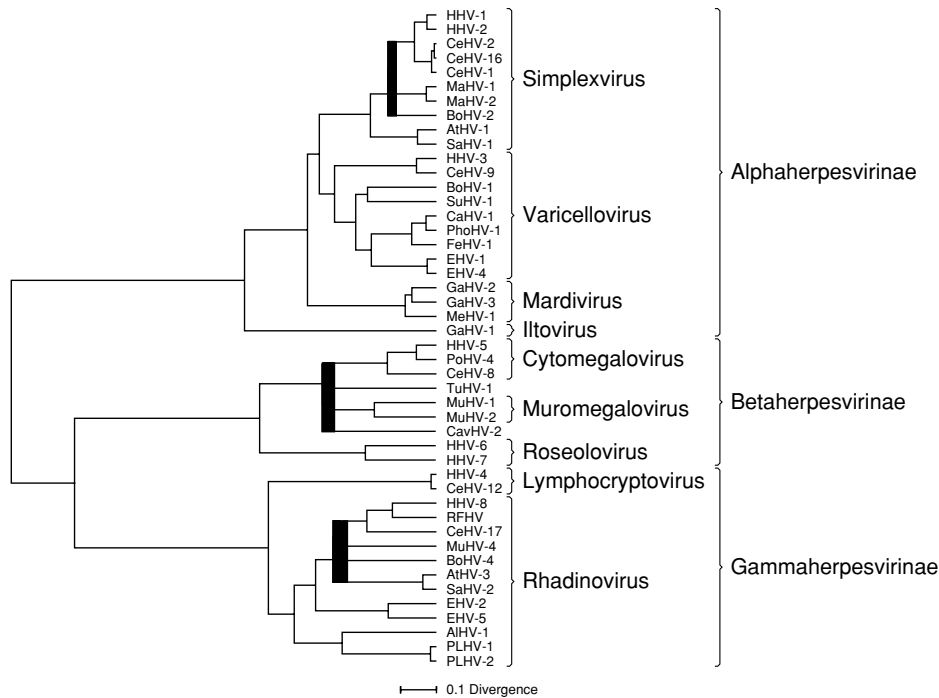 HHV-1
HHV-2
CeHV-2
CeHV-16
CeHV-1
MaHV-1
MaHV-2
BoHV-2
AtHV-1
SaHV-1
Simplexvirus
HHV-3
CeHV-9
BoHV-1
SuHV-1
CaHV-1
PhoHV-1
FeHV-1
EHV-1
EHV-4
Varicellovirus
GaHV-2
GaHV-3
MeHV-1
Mardivirus
GaHV-1
Iltovirus
Alphaherpesvirinae
HHV-5
PoHV-4
CeHV-8
Cytomegalovirus
TuHV-1
MuHV-1
MuHV-2
Muromegalovirus
CavHV-2
HHV-6
HHV-7
Roseolovirus
Betaherpesvirinae
HHV-4
CeHV-12
Lymphocryptovirus
HHV-8
RFHV
CeHV-17
MuHV-4
BoHV-4
AtHV-3
SaHV-2
EHV-2
EHV-5
AlHV-1
PLHV-1
PLHV-2
Rhadinovirus
Gammaherpesvirinae
0.1 Divergence